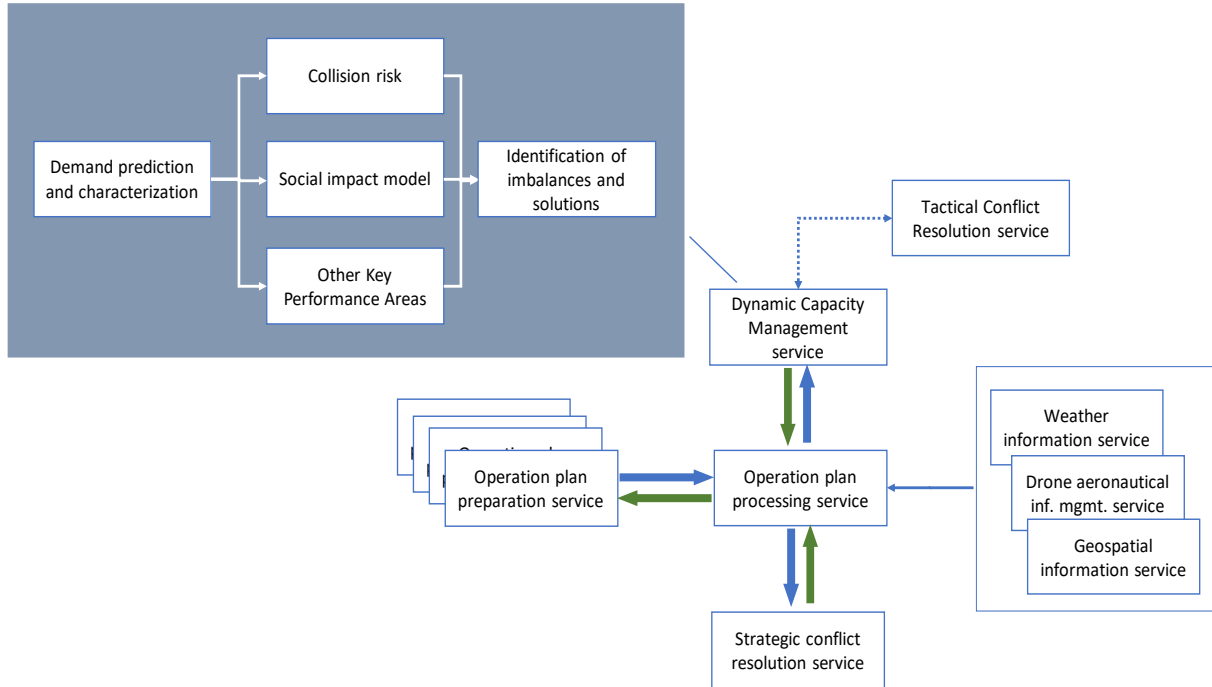 Collision risk
Demand prediction
and characterization
Social impact model
Identification of
imbalances and
solutions
Other Key
Performance Areas
Tactical Conflict
Resolution service
Dynamic Capacity
Management
service
Weather
information service
Drone aeronautical
inf. mgmt. service
Geospatial
information service
Operation plan
preparation service
Operation plan
processing service
Strategic conflict
resolution service